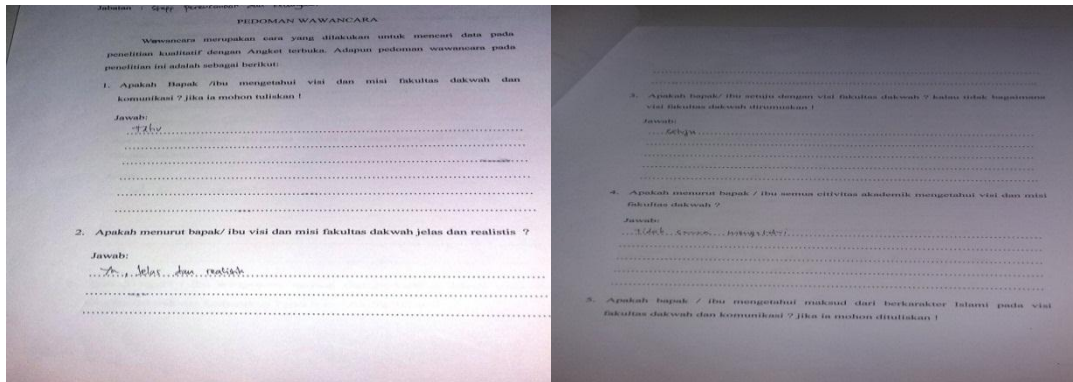 Jabatan :
PEDOMAN WAWANCARA
Wawancara merupakan cara yang dilakukan untuk mencari data pada
penelitian kualitatif dengan Angket terbuka. Adapun pedoman wawancara pada
penelitian ini adalah sebagai berikut:
1. Apakah Bapak /ibu mengetahui visi dan misi fakultas dakwah dan
komunikasi ? jika ia mohon tuliskan !
Jawab:
tahu
2. Apakah menurut bapak/ ibu visi dan misi fakultas dakwah jelas dan realistis ?
Jawab:
Ya, Jelas dan realistis
3. Apakah bapak/ ibu setuju dengan visi fakultas dakwah ? kalau tidak bagaimana
visi fakultas dakwah dirumuskan !
Jawab:
setuju
4. Apakah menurut bapak / ibu semua citivitas akademik mengetahui visi dan misi
fakultas dakwah ?
Jawab:
tidak semua mengetahui
5. Apakah bapak / ibu mengetahui maksud dari berkarakter Islami pada visi
fakultas dakwah dan komunikasi ? jika ia mohon dituliskan !